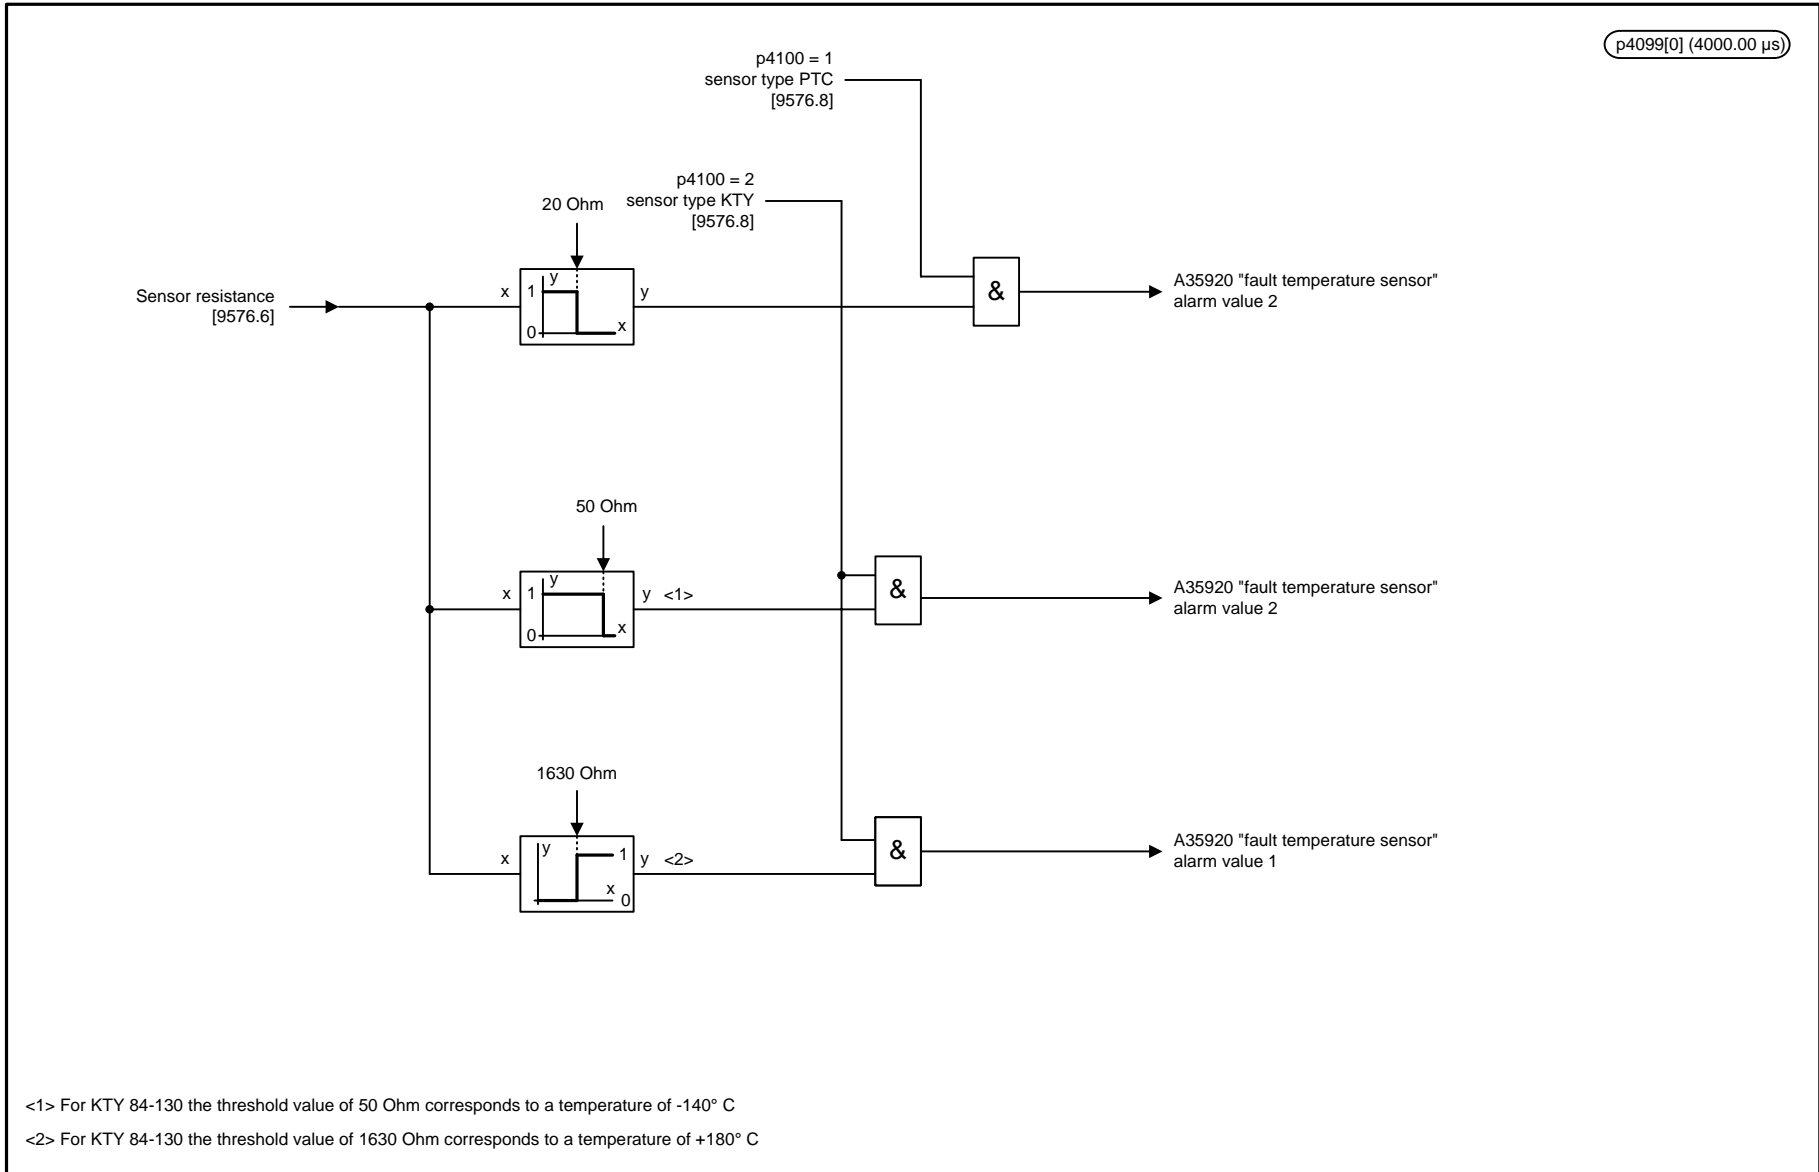 p4099[0] (4000.00 µs)
p4100 = 1
sensor type PTC
[9576.8]
p4100 = 2
sensor type KTY
[9576.8]
20 Ohm
Sensor resistance
[9576.6]
x
y
1
0
x
y
&
A35920 "fault temperature sensor"
alarm value 2
50 Ohm
x
y
1
0
x
y <1>
&
A35920 "fault temperature sensor"
alarm value 2
1630 Ohm
x
y
1
x
0
y <2>
&
A35920 "fault temperature sensor"
alarm value 1
<1> For KTY 84-130 the threshold value of 50 Ohm corresponds to a temperature of -140° C
<2> For KTY 84-130 the threshold value of 1630 Ohm corresponds to a temperature of +180° C